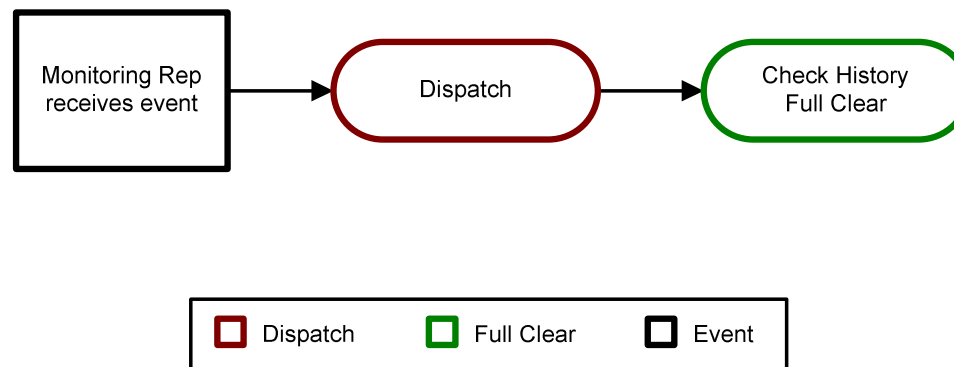 Monitoring Rep
receives event
Dispatch
Check History
Full Clear
Dispatch
Full Clear
Event